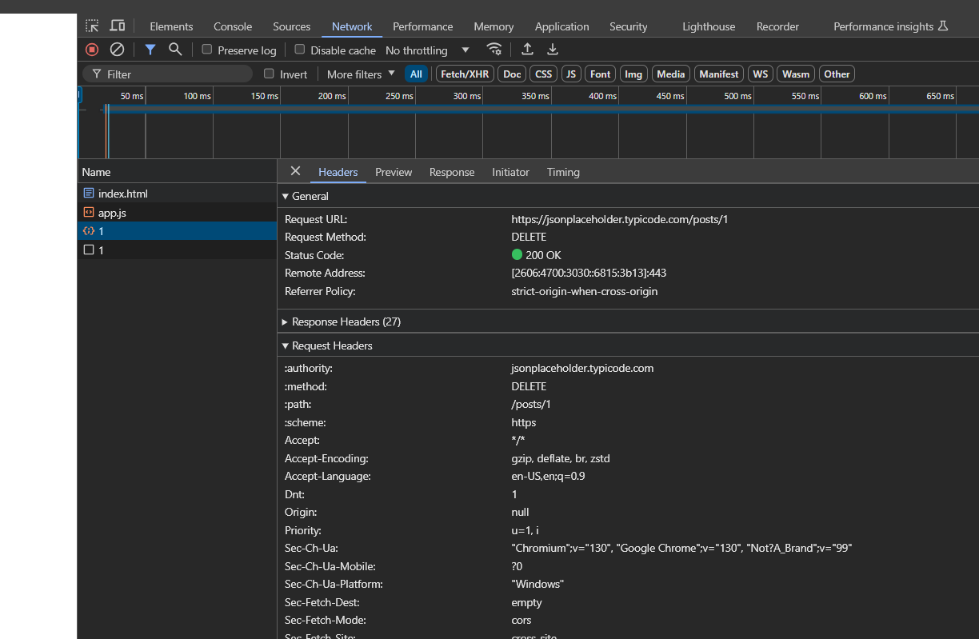 Elements Console Sources Network Performance Memory Application Security Lighthouse Recorder Performance insights
Preserve log Disable cache No throttling
Filter Invert More filters All Fetch/XHR Doc CSS JS Font Img Media Manifest WS Wasm Other
50 ms 100 ms 150 ms 200 ms 250 ms 300 ms 350 ms 400 ms 450 ms 500 ms 550 ms 600 ms 650 ms
Name
index.html
app.js
1
1
Headers Preview Response Initiator Timing
General
Request URL: https://jsonplaceholder.typicode.com/posts/1
Request Method: DELETE
Status Code: 200 OK
Remote Address: [2606:4700:3030::6815:3b13]:443
Referrer Policy: strict-origin-when-cross-origin
Response Headers (27)
Request Headers
:authority: jsonplaceholder.typicode.com
:method: DELETE
:path: /posts/1
:scheme: https
Accept: */*
Accept-Encoding: gzip, deflate, br, zstd
Accept-Language: en-US,en;q=0.9
Dnt: 1
Origin: null
Priority: u=1, i
Sec-Ch-Ua: "Chromium";v="130", "Google Chrome";v="130", "Not?A_Brand";v="99"
Sec-Ch-Ua-Mobile: ?0
Sec-Ch-Ua-Platform: "Windows"
Sec-Fetch-Dest: empty
Sec-Fetch-Mode: cors
Sec-Fetch-Site: cross-site